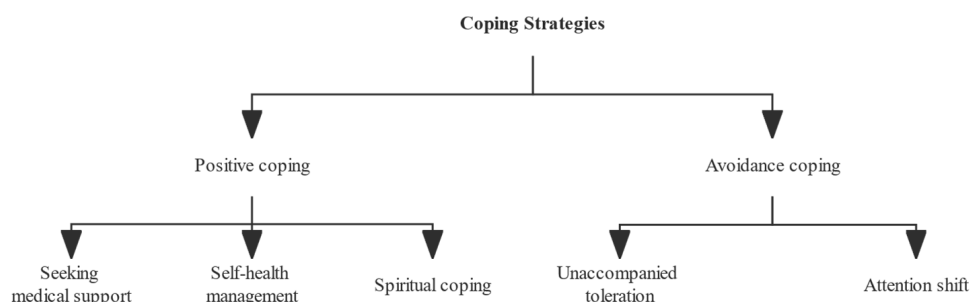 Coping Strategies
Positive coping
Avoidance coping
Seeking
medical support
Self-health
management
Spiritual coping
Unaccompanied
toleration
Attention shift